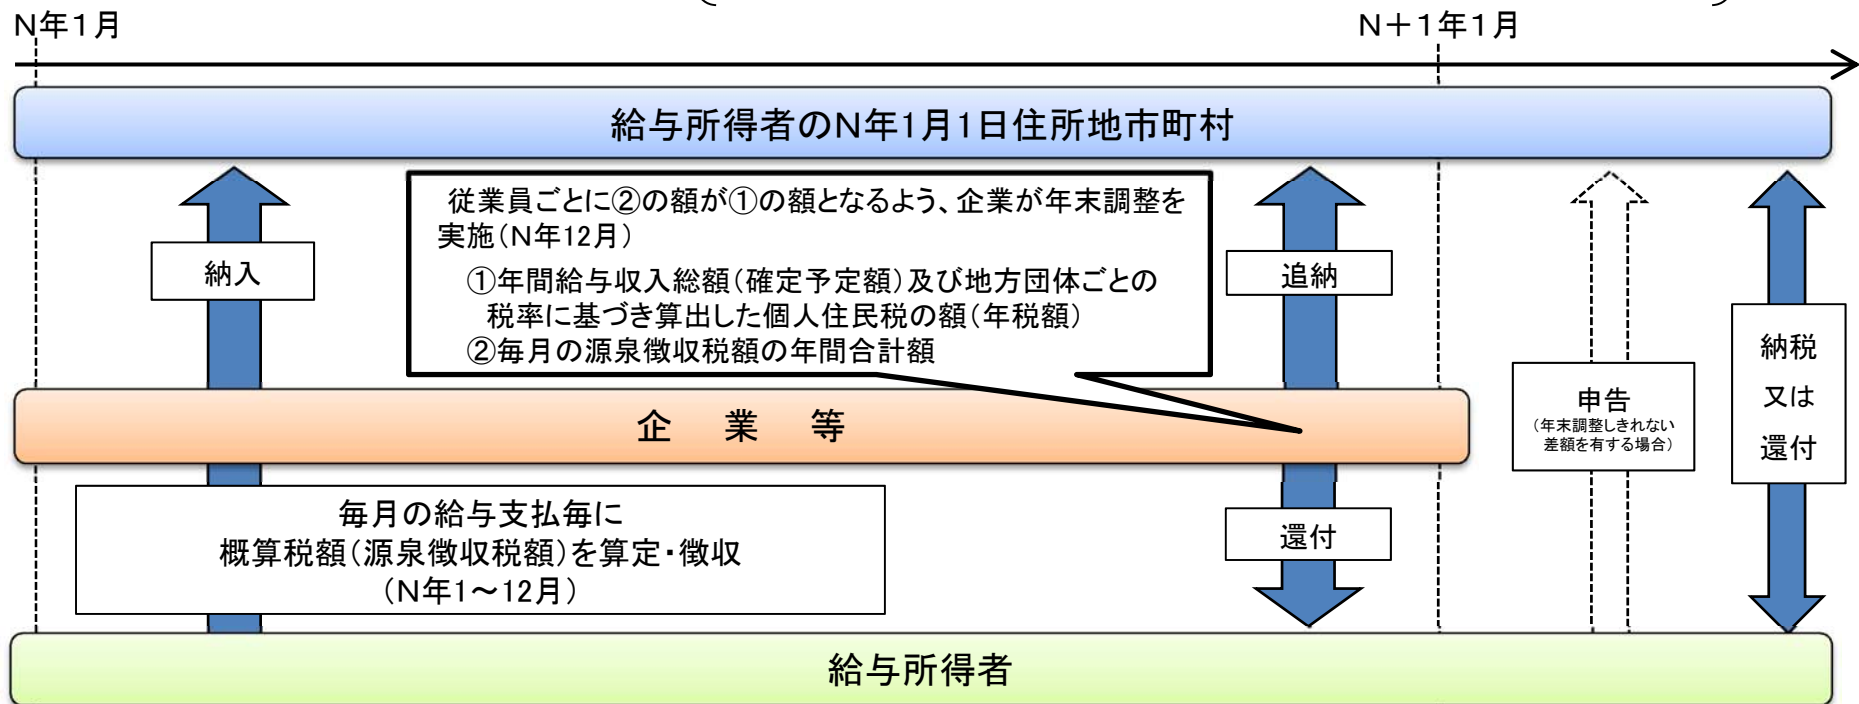 N年1月
N+1年1月
給与所得者のN年1月1日住所地市町村
従業員ごとに②の額が①の額となるよう、企業が年末調整を
実施(N年12月)
①年間給与収入総額(確定予定額)及び地方団体ごとの
税率に基づき算出した個人住民税の額(年税額)
②毎月の源泉徴収税額の年間合計額
納入
追納
納税
又は
還付
申告
(年末調整しきれない
差額を有する場合)
企業等
毎月の給与支払毎に
概算税額(源泉徴収税額)を算定・徴収
(N年1～12月)
還付
給与所得者